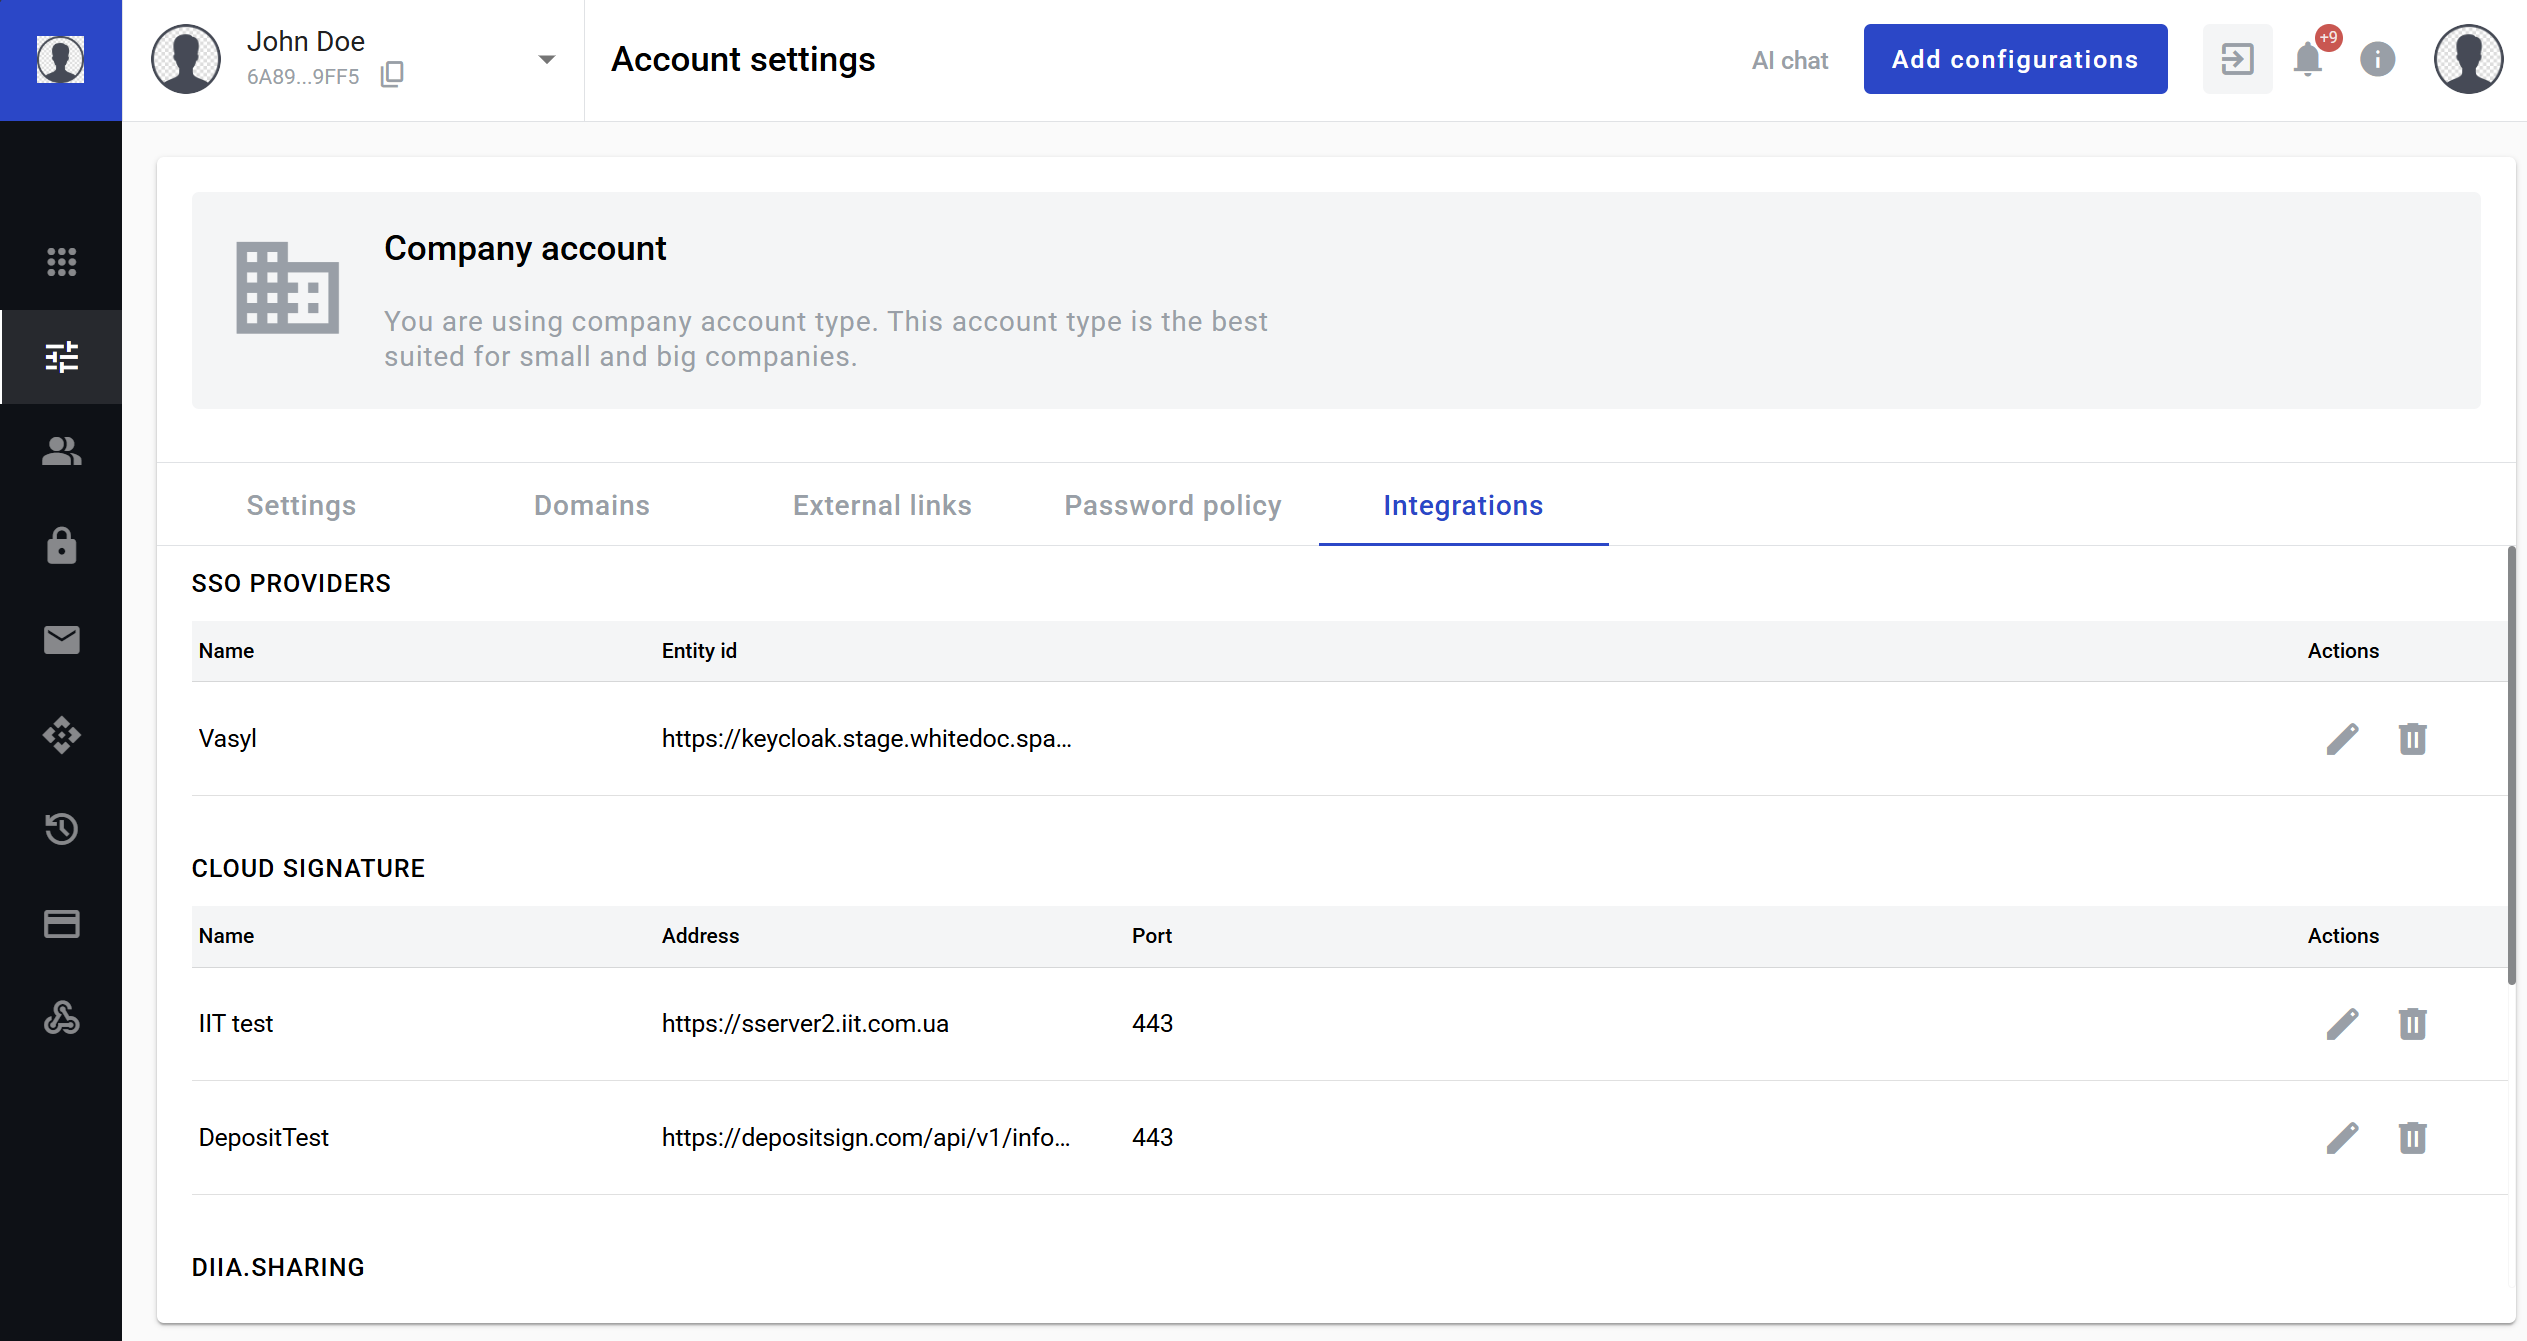 John Doe
6A89...9FF5
Account settings
AI chat
Add configurations
+9
Company account
You are using company account type. This account type is the best
suited for small and big companies.
Settings
Domains
External links
Password policy
Integrations
SSO PROVIDERS
Name
Entity id
Actions
Vasyl
https://keycloak.stage.whitedoc.spa...
CLOUD SIGNATURE
Name
Address
Port
Actions
IIT test
https://sserver2.iit.com.ua
443
DepositTest
https://depositsign.com/api/v1/info...
443
DIIA.SHARING